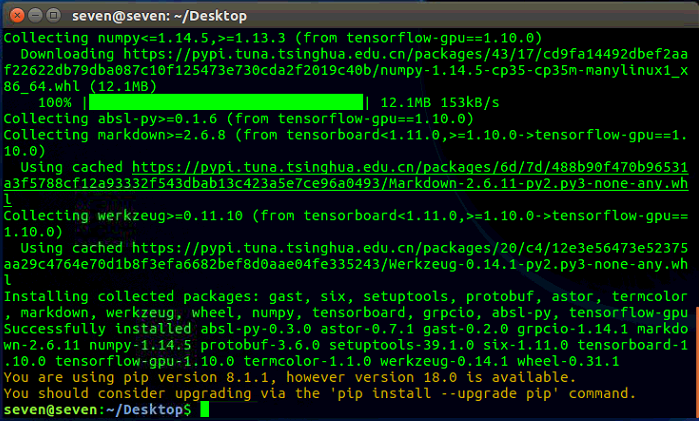 seven@seven: ~/Desktop
Collecting numpy<=1.14.5,>=1.13.3 (from tensorflow-gpu==1.10.0)
  Downloading https://pypi.tuna.tsinghua.edu.cn/packages/43/17/cd9fa14492dbef2aa
f22622db79dba087c10f125473e730cda2f2019c40b/numpy-1.14.5-cp35-cp35m-manylinux1_x
86_64.whl (12.1MB)
    100% |████████████████████████████████| 12.1MB 153kB/s
Collecting absl-py>=0.1.6 (from tensorflow-gpu==1.10.0)
Collecting markdown>=2.6.8 (from tensorboard<1.11.0,>=1.10.0->tensorflow-gpu==1.
10.0)
  Using cached https://pypi.tuna.tsinghua.edu.cn/packages/6d/7d/488b90f470b96531
a3f5788cf12a93332f543dbab13c423a5e7ce96a0493/Markdown-2.6.11-py2.py3-none-any.wh
l
Collecting werkzeug>=0.11.10 (from tensorboard<1.11.0,>=1.10.0->tensorflow-gpu==
1.10.0)
  Using cached https://pypi.tuna.tsinghua.edu.cn/packages/20/c4/12e3e56473e52375
aa29c4764e70d1b8f3efa6682bef8d0aae04fe335243/Werkzeug-0.14.1-py2.py3-none-any.wh
l
Installing collected packages: gast, six, setuptools, protobuf, astor, termcolor
, markdown, werkzeug, wheel, numpy, tensorboard, grpcio, absl-py, tensorflow-gpu
Successfully installed absl-py-0.3.0 astor-0.7.1 gast-0.2.0 grpcio-1.14.1 markdo
wn-2.6.11 numpy-1.14.5 protobuf-3.6.0 setuptools-39.1.0 six-1.11.0 tensorboard-1
.10.0 tensorflow-gpu-1.10.0 termcolor-1.1.0 werkzeug-0.14.1 wheel-0.31.1
You are using pip version 8.1.1, however version 18.0 is available.
You should consider upgrading via the 'pip install --upgrade pip' command.
seven@seven:~/Desktop$